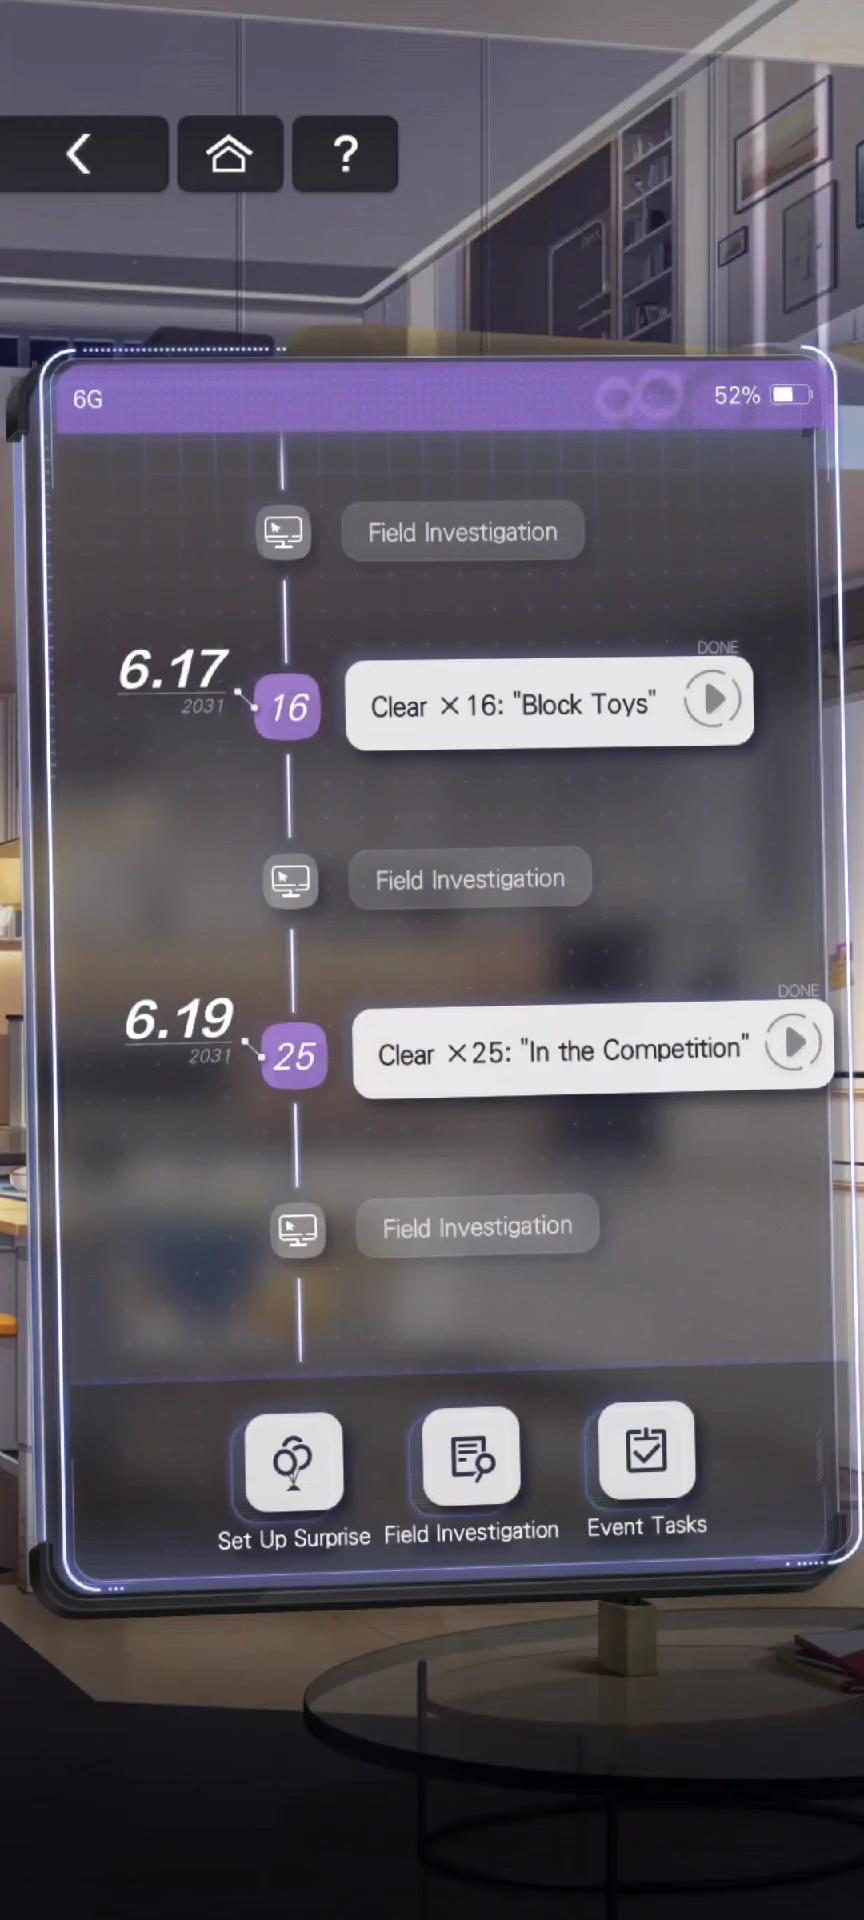 ?
6G
52%
Field Investigation
DONE
6.17
2031
16
Clear ×16: "Block Toys"
Field Investigation
DONE
6.19
2031
25
Clear ×25: "In the Competition"
Field Investigation
Set Up Surprise
Field Investigation
Event Tasks